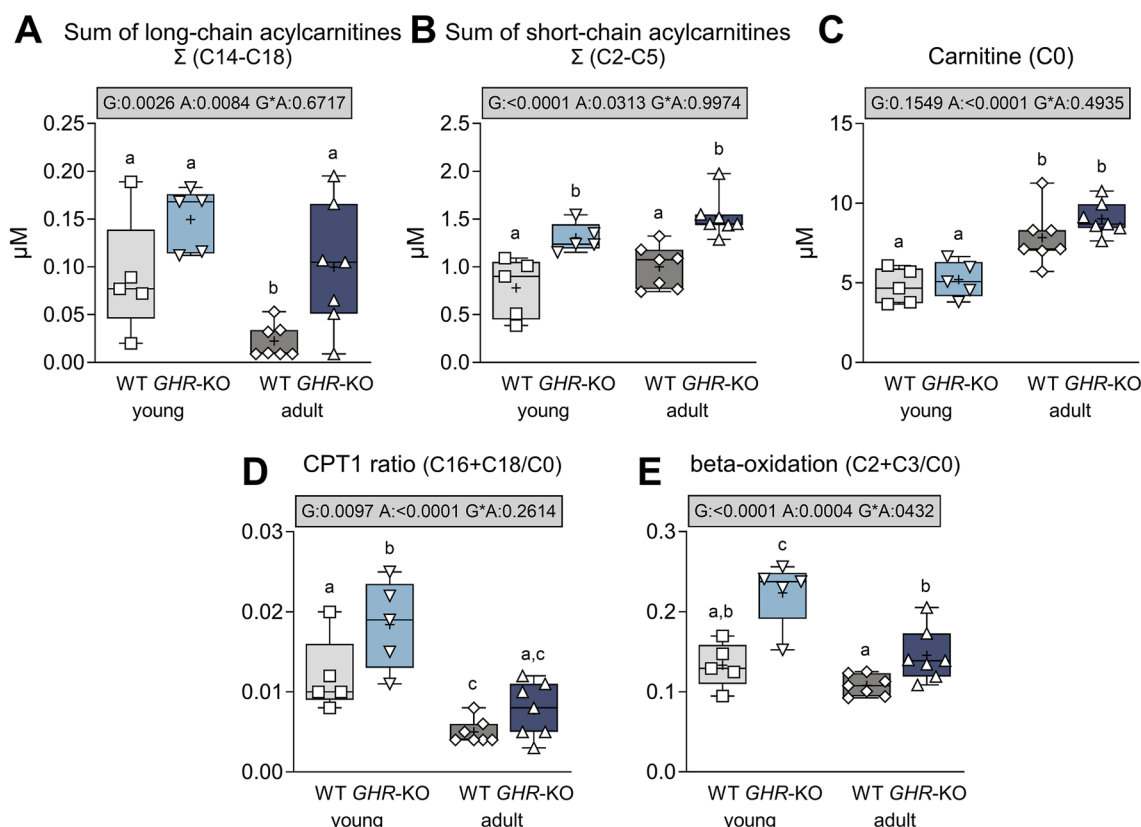 A Sum of long-chain acylcarnitines
Σ (C14-C18)
G:0.0026 A:0.0084 G*A:0.6717
0.25
0.20
0.15
0.10
0.05
0.00
µM
a
a
b
a
WT GHR-KO WT GHR-KO
young adult
B Sum of short-chain acylcarnitines
Σ (C2-C5)
G:<0.0001 A:0.0313 G*A:0.9974
2.5
2.0
1.5
1.0
0.5
0.0
µM
a
b
a
b
WT GHR-KO WT GHR-KO
young adult
C Carnitine (C0)
G:0.1549 A:<0.0001 G*A:0.4935
15
10
5
0
µM
a
a
b
b
WT GHR-KO WT GHR-KO
young adult
D CPT1 ratio (C16+C18/C0)
G:0.0097 A:<0.0001 G*A:0.2614
0.03
0.02
0.01
0.00
a
b
c
a,c
WT GHR-KO WT GHR-KO
young adult
E beta-oxidation (C2+C3/C0)
G:<0.0001 A:0.0004 G*A:0432
0.3
0.2
0.1
0.0
a,b
c
a
b
WT GHR-KO WT GHR-KO
young adult